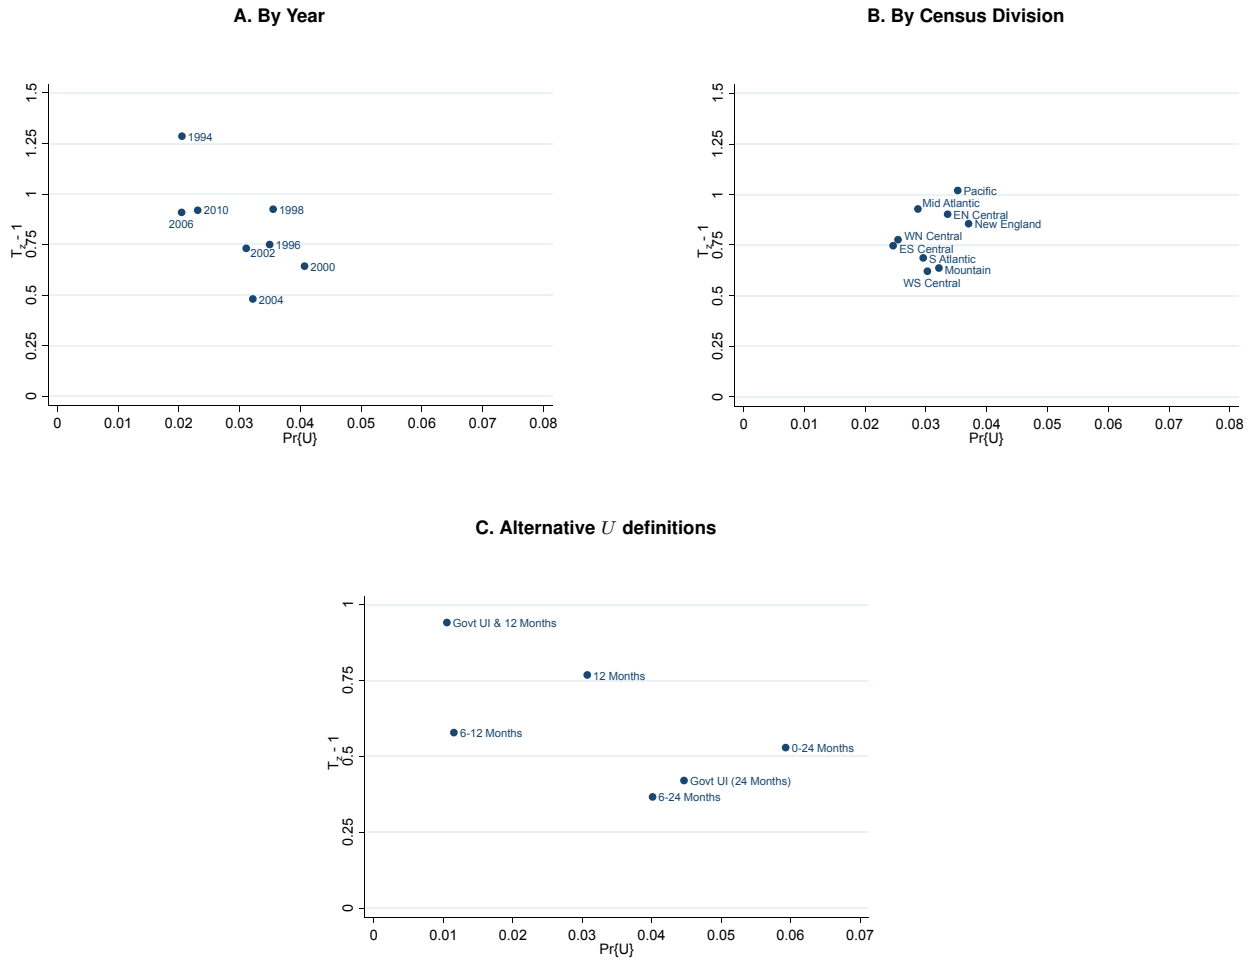 A. By Year
B. By Census Division
T_z - 1
1.5
1.25
1
0.75
0.5
0.25
0
1994
2010
2006
1998
1996
2002
2000
2004
0 0.01 0.02 0.03 0.04 0.05 0.06 0.07 0.08
Pr{U}
T_z - 1
1.5
1.25
1
0.75
0.5
0.25
0
Pacific
Mid Atlantic
EN Central
New England
WN Central
ES Central
S Atlantic
Mountain
WS Central
0 0.01 0.02 0.03 0.04 0.05 0.06 0.07 0.08
Pr{U}
C. Alternative U definitions
T_z - 1
1
0.75
0.5
0.25
0
Govt UI & 12 Months
12 Months
6-12 Months
0-24 Months
Govt UI (24 Months)
6-24 Months
0 0.01 0.02 0.03 0.04 0.05 0.06 0.07
Pr{U}